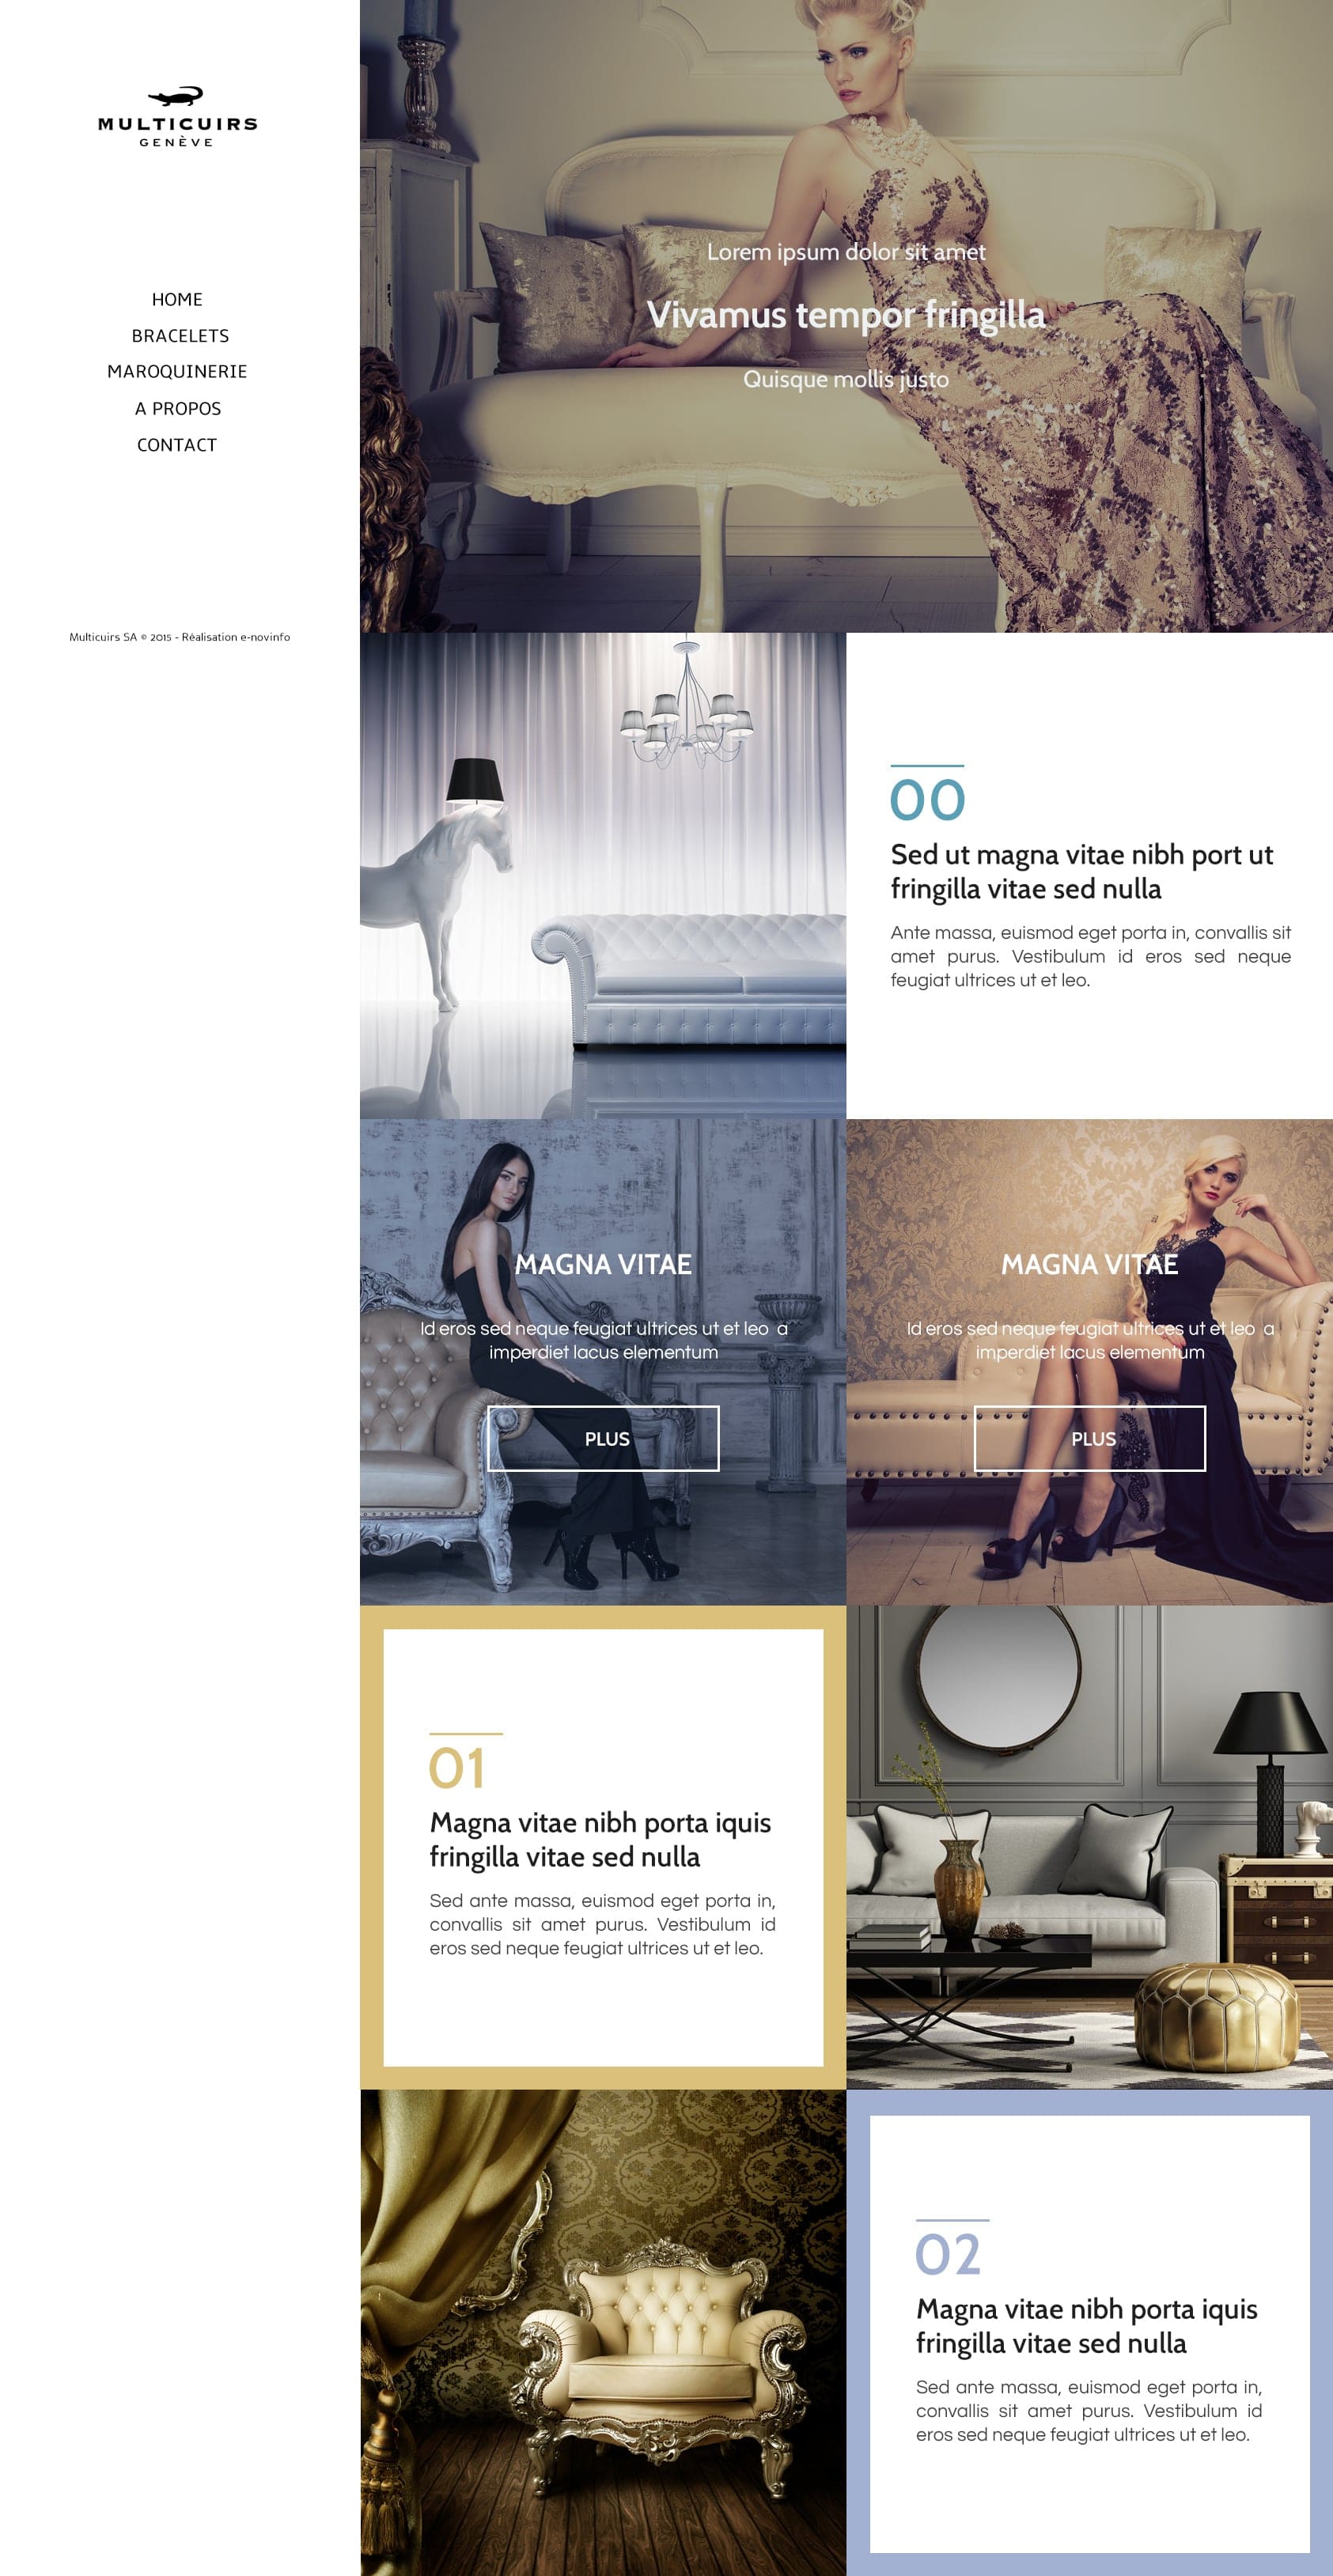 MULTICUIRS
GENÈVE
HOME
BRACELETS
MAROQUINERIE
A PROPOS
CONTACT
Multicuirs SA © 2015 - Réalisation e-novinfo
Lorem ipsum dolor sit amet
Vivamus tempor fringilla
Quisque mollis justo
00
Sed ut magna vitae nibh port ut
fringilla vitae sed nulla
Ante massa, euismod eget porta in, convallis sit
amet purus. Vestibulum id eros sed neque
feugiat ultrices ut et leo.
MAGNA VITAE
Id eros sed neque feugiat ultrices ut et leo a
imperdiet lacus elementum
PLUS
MAGNA VITAE
Id eros sed neque feugiat ultrices ut et leo a
imperdiet lacus elementum
PLUS
01
Magna vitae nibh porta iquis
fringilla vitae sed nulla
Sed ante massa, euismod eget porta in,
convallis sit amet purus. Vestibulum id
eros sed neque feugiat ultrices ut et leo.
02
Magna vitae nibh porta iquis
fringilla vitae sed nulla
Sed ante massa, euismod eget porta in,
convallis sit amet purus. Vestibulum id
eros sed neque feugiat ultrices ut et leo.